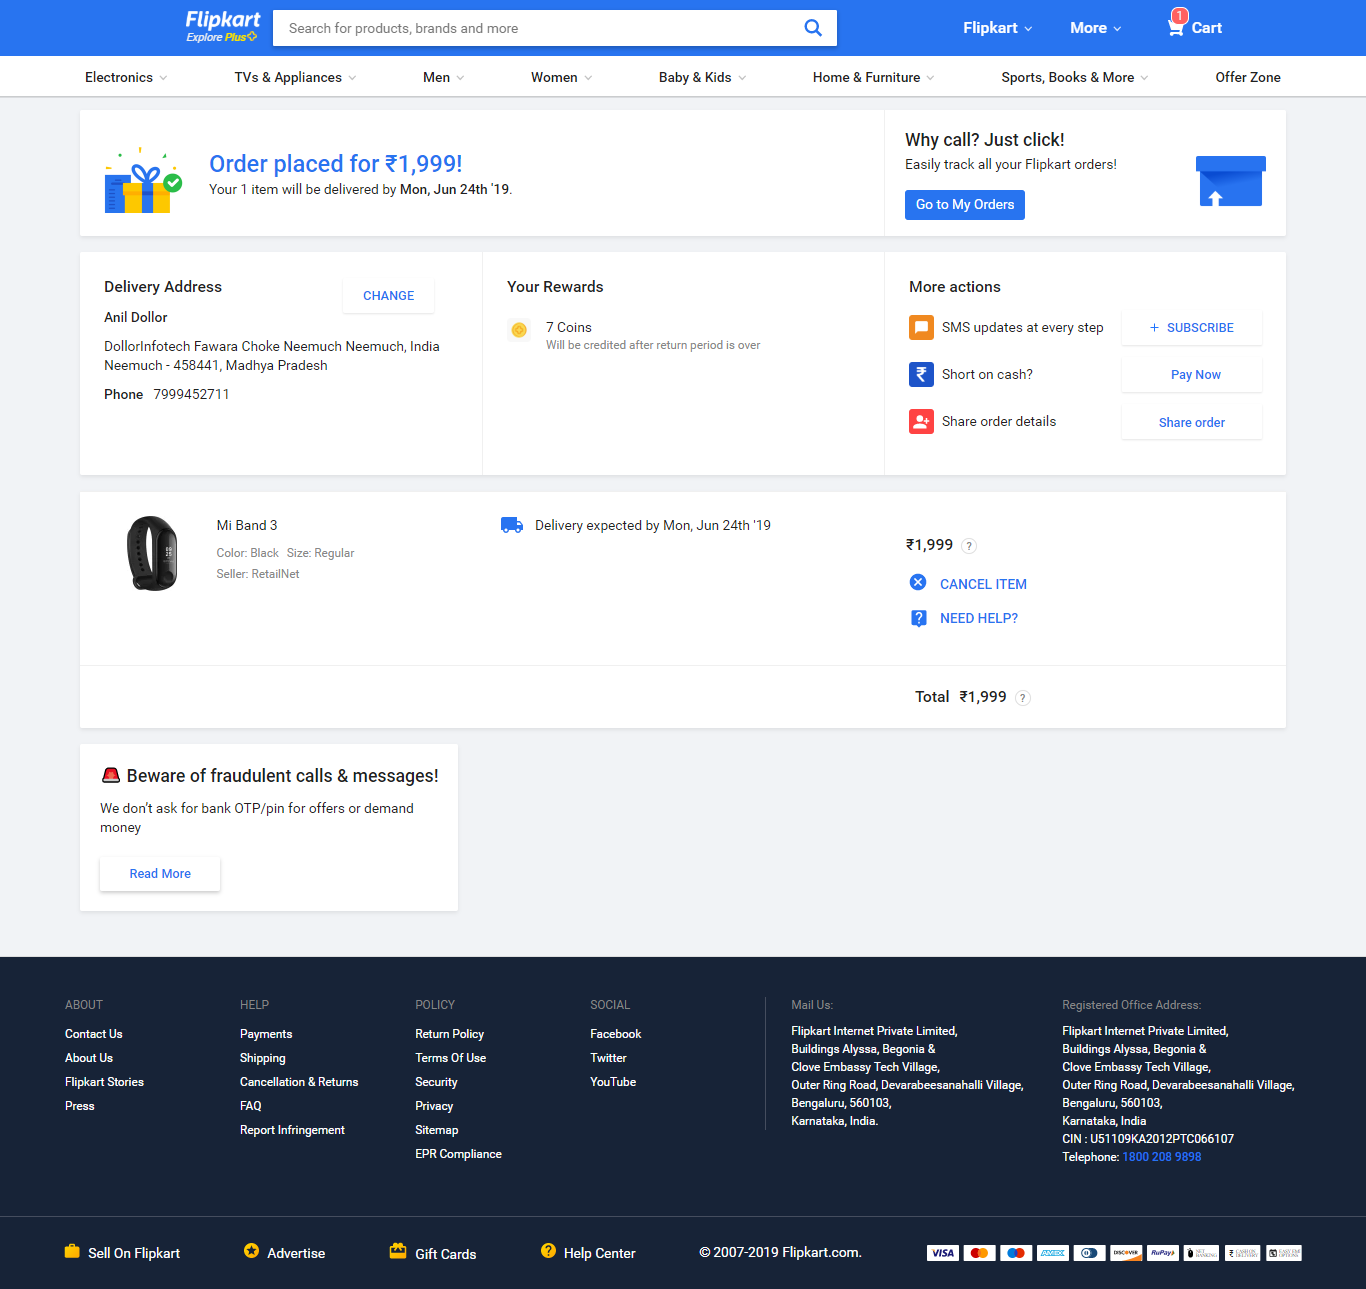 Flipkart
Explore Plus
Search for products, brands and more
Flipkart
More
1
Cart
Electronics
TVs & Appliances
Men
Women
Baby & Kids
Home & Furniture
Sports, Books & More
Offer Zone
Order placed for ₹1,999!
Your 1 item will be delivered by Mon, Jun 24th '19.
Why call? Just click!
Easily track all your Flipkart orders!
Go to My Orders
Delivery Address
CHANGE
Anil Dollor
DollorInfotech Fawara Choke Neemuch Neemuch, India
Neemuch - 458441, Madhya Pradesh
Phone 7999452711
Your Rewards
7 Coins
Will be credited after return period is over
More actions
SMS updates at every step
+ SUBSCRIBE
₹
Short on cash?
Pay Now
Share order details
Share order
Mi Band 3
Color: Black Size: Regular
Seller: RetailNet
Delivery expected by Mon, Jun 24th '19
₹1,999 ?
CANCEL ITEM
? NEED HELP?
Total ₹1,999 ?
Beware of fraudulent calls & messages!
We don't ask for bank OTP/pin for offers or demand
money
Read More
ABOUT
Contact Us
About Us
Flipkart Stories
Press
HELP
Payments
Shipping
Cancellation & Returns
FAQ
Report Infringement
POLICY
Return Policy
Terms Of Use
Security
Privacy
Sitemap
EPR Compliance
SOCIAL
Facebook
Twitter
YouTube
Mail Us:
Flipkart Internet Private Limited,
Buildings Alyssa, Begonia &
Clove Embassy Tech Village,
Outer Ring Road, Devarabeesanahalli Village,
Bengaluru, 560103,
Karnataka, India.
Registered Office Address:
Flipkart Internet Private Limited,
Buildings Alyssa, Begonia &
Clove Embassy Tech Village,
Outer Ring Road, Devarabeesanahalli Village,
Bengaluru, 560103,
Karnataka, India
CIN : U51109KA2012PTC066107
Telephone: 1800 208 9898
Sell On Flipkart
Advertise
Gift Cards
? Help Center
© 2007-2019 Flipkart.com.
VISA
AMEX
DISCOVER
RuPay
NET BANKING
CASH ON DELIVERY
EASY EMI OPTIONS